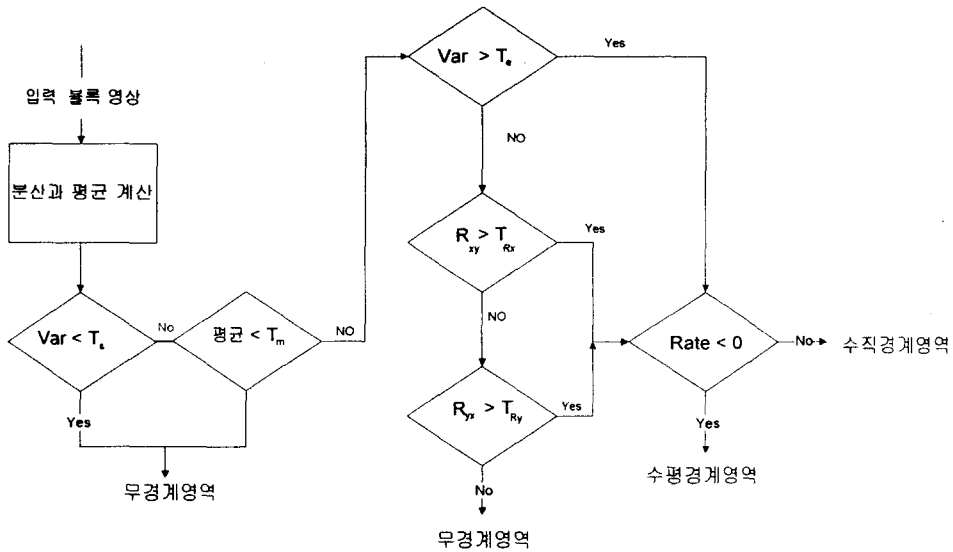 입력 블록 영상
분산과 평균 계산
Var < Ts
No
평균 < Tm
NO
Yes
무경계영역
Var > Te
Yes
NO
Rxy > TRx
Yes
NO
Ryx > TRy
Yes
No
무경계영역
Rate < 0
No
수직경계영역
Yes
수평경계영역